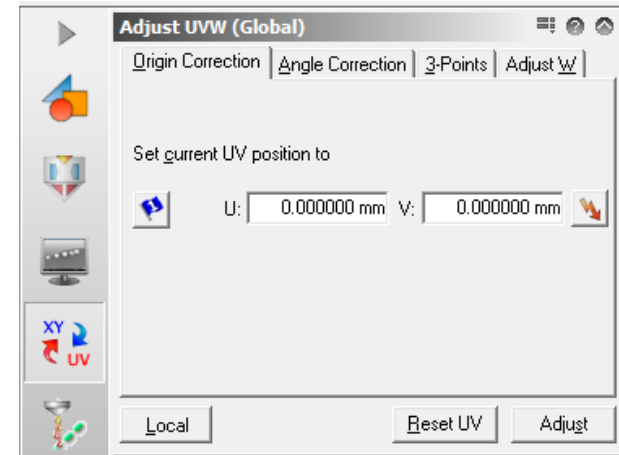 Adjust UVW (Global)
Origin Correction Angle Correction 3-Points Adjust W
Set current UV position to
U: 0.000000 mm V: 0.000000 mm
XY
UV
Local Reset UV Adjust